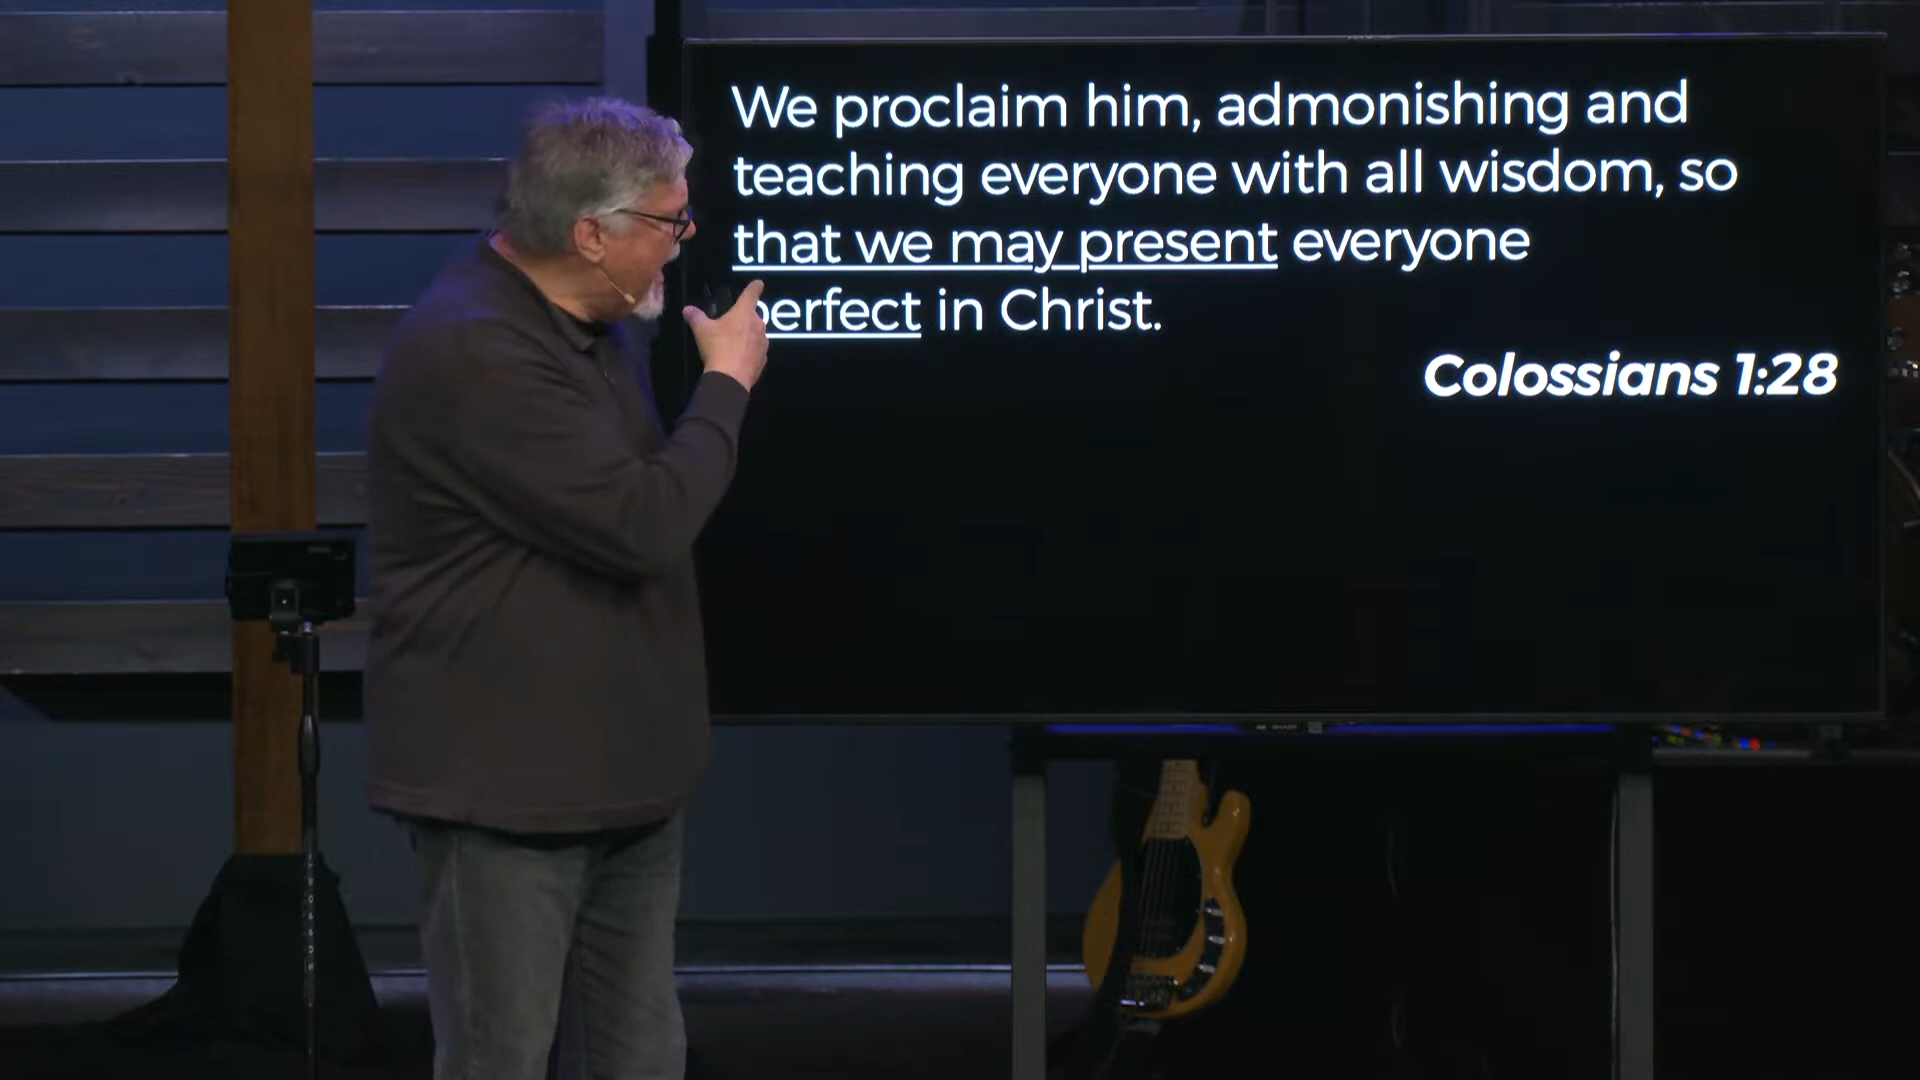 We proclaim him, admonishing and
teaching everyone with all wisdom, so
that we may present everyone
perfect in Christ.
Colossians 1:28